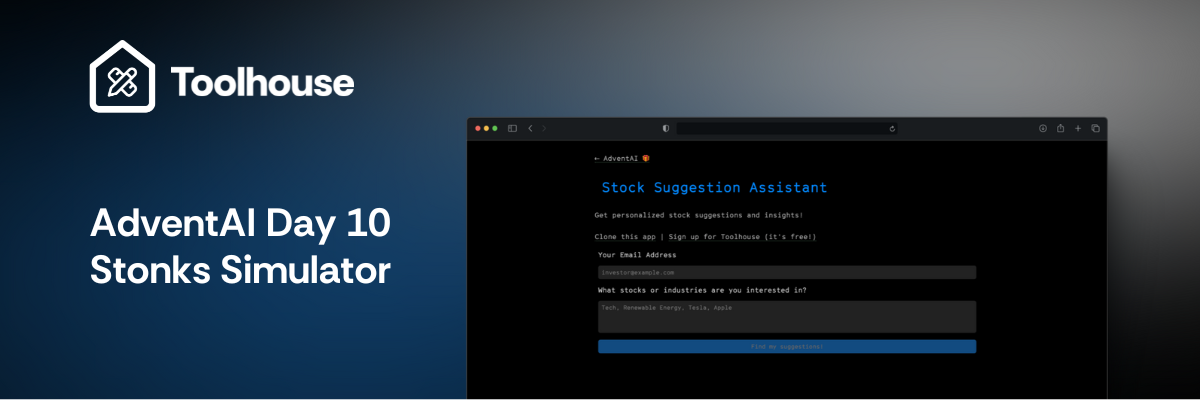 Toolhouse
AdventAI Day 10
Stonks Simulator
← AdventAI
Stock Suggestion Assistant
Get personalized stock suggestions and insights!
Clone this app | Sign up for Toolhouse (it's free!)
Your Email Address
investor@example.com
What stocks or industries are you interested in?
Tech, Renewable Energy, Tesla, Apple
Find my suggestions!